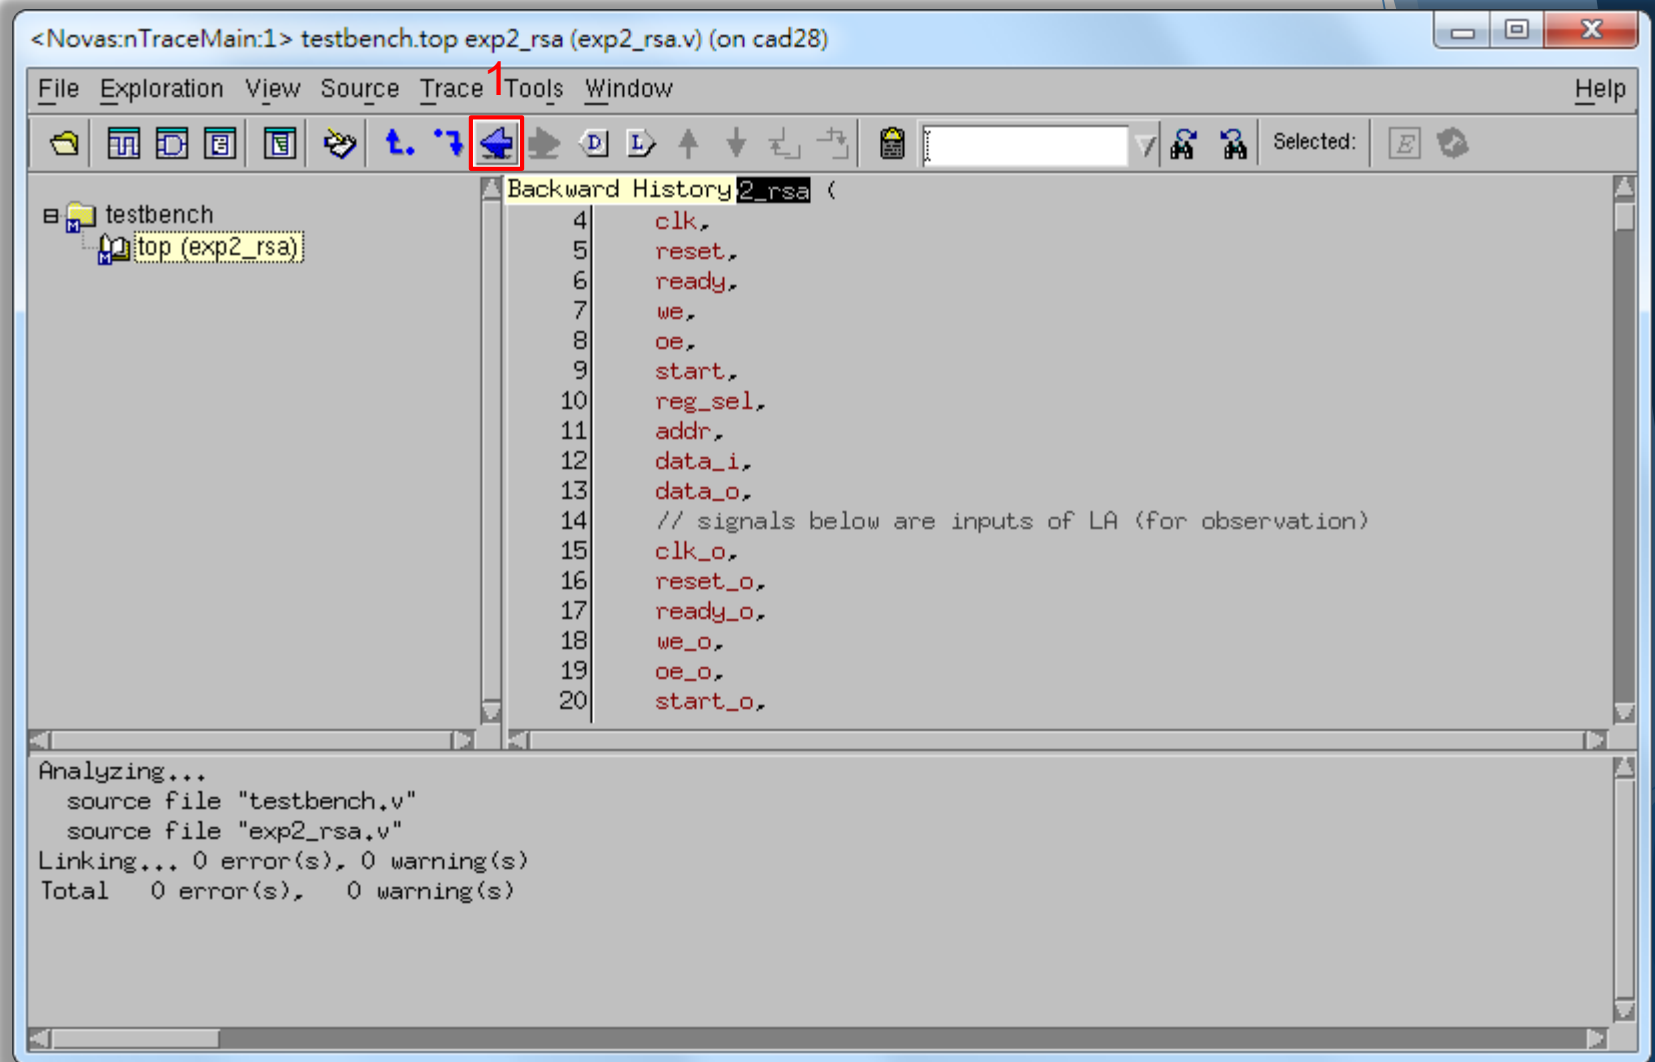 <Novas:nTraceMain:1> testbench.top exp2_rsa (exp2_rsa.v) (on cad28)
File Exploration View Source Trace Tools Window Help
1
D L Selected: E
testbench
top (exp2_rsa)
Backward History 2_rsa (
4 clk,
5 reset,
6 ready,
7 we,
8 oe,
9 start,
10 reg_sel,
11 addr,
12 data_i,
13 data_o,
14 // signals below are inputs of LA (for observation)
15 clk_o,
16 reset_o,
17 ready_o,
18 we_o,
19 oe_o,
20 start_o,
Analyzing...
source file "testbench.v"
source file "exp2_rsa.v"
Linking... 0 error(s), 0 warning(s)
Total 0 error(s), 0 warning(s)